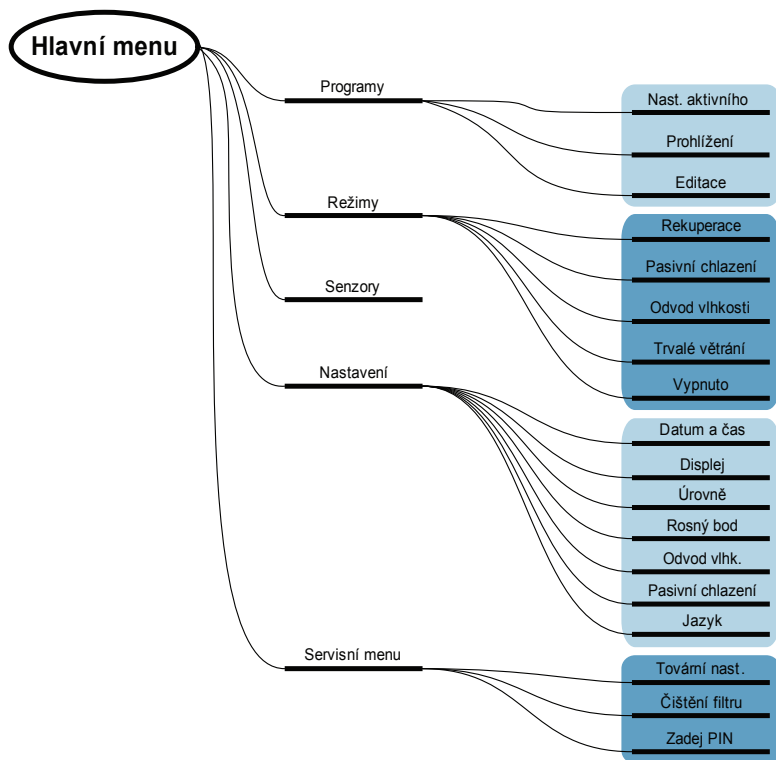 Hlavní menu
Programy
Nast. aktivního
Prohlížení
Editace
Režimy
Rekuperace
Pasivní chlazení
Odvod vlhkosti
Trvalé větrání
Vypnuto
Senzory
Nastavení
Datum a čas
Displej
Úrovně
Rosný bod
Odvod vlhk.
Pasivní chlazení
Jazyk
Servisní menu
Tovární nast.
Čištění filtru
Zadej PIN